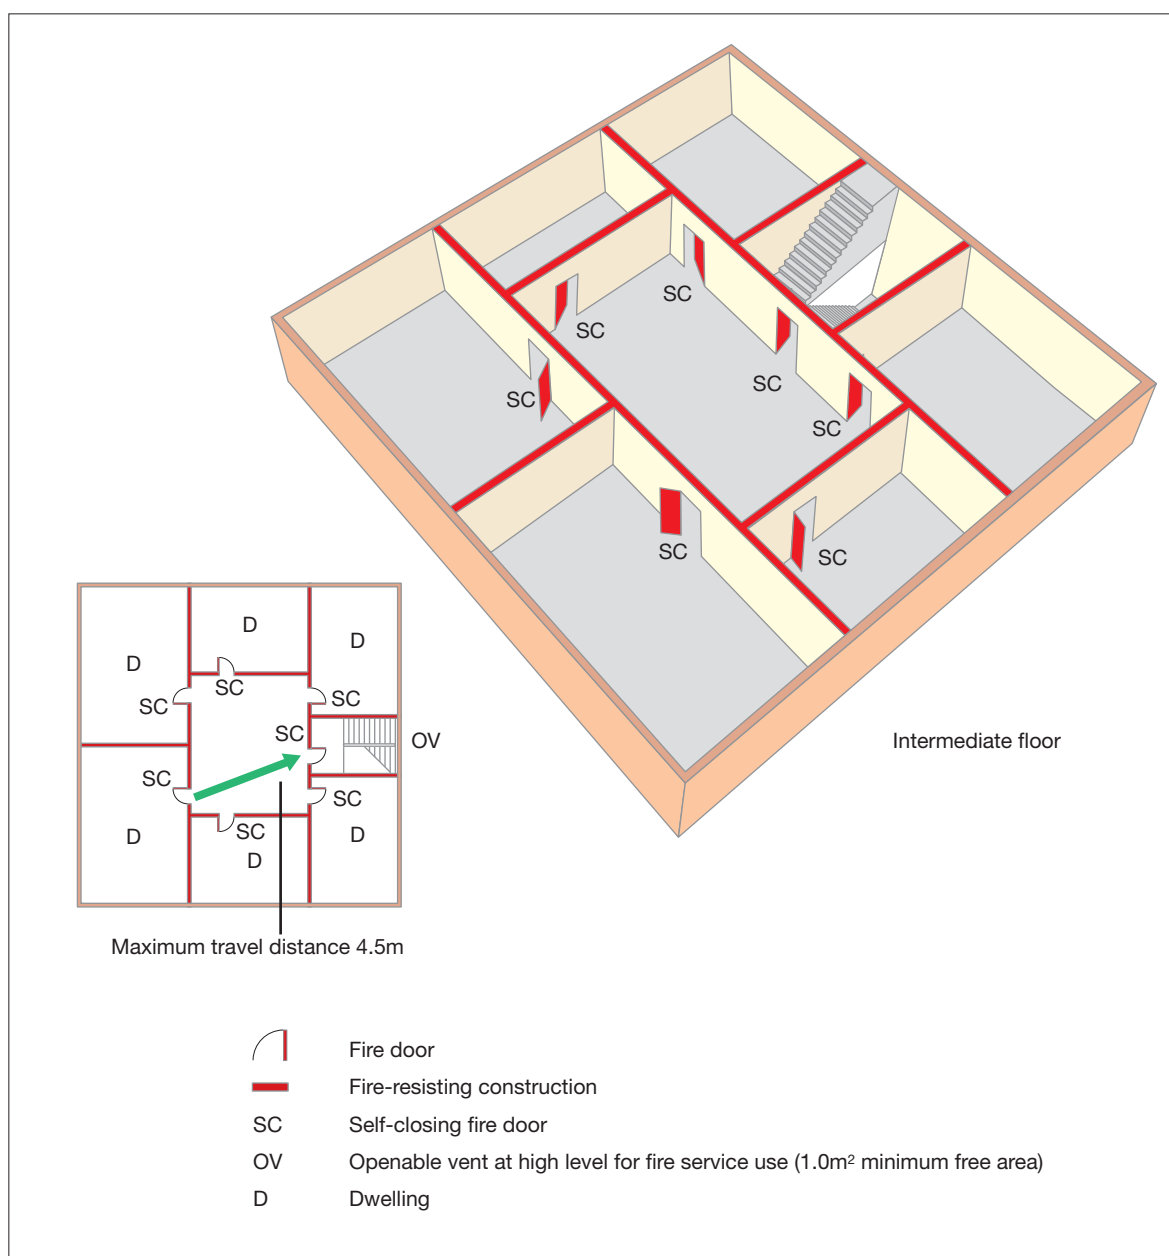 SC
SC
SC
SC
SC
SC
SC
Intermediate floor
D
D
D
SC
SC
SC
SC
OV
SC
SC
SC
D
D
D
Maximum travel distance 4.5m
Fire door
Fire-resisting construction
SC Self-closing fire door
OV Openable vent at high level for fire service use (1.0m² minimum free area)
D Dwelling